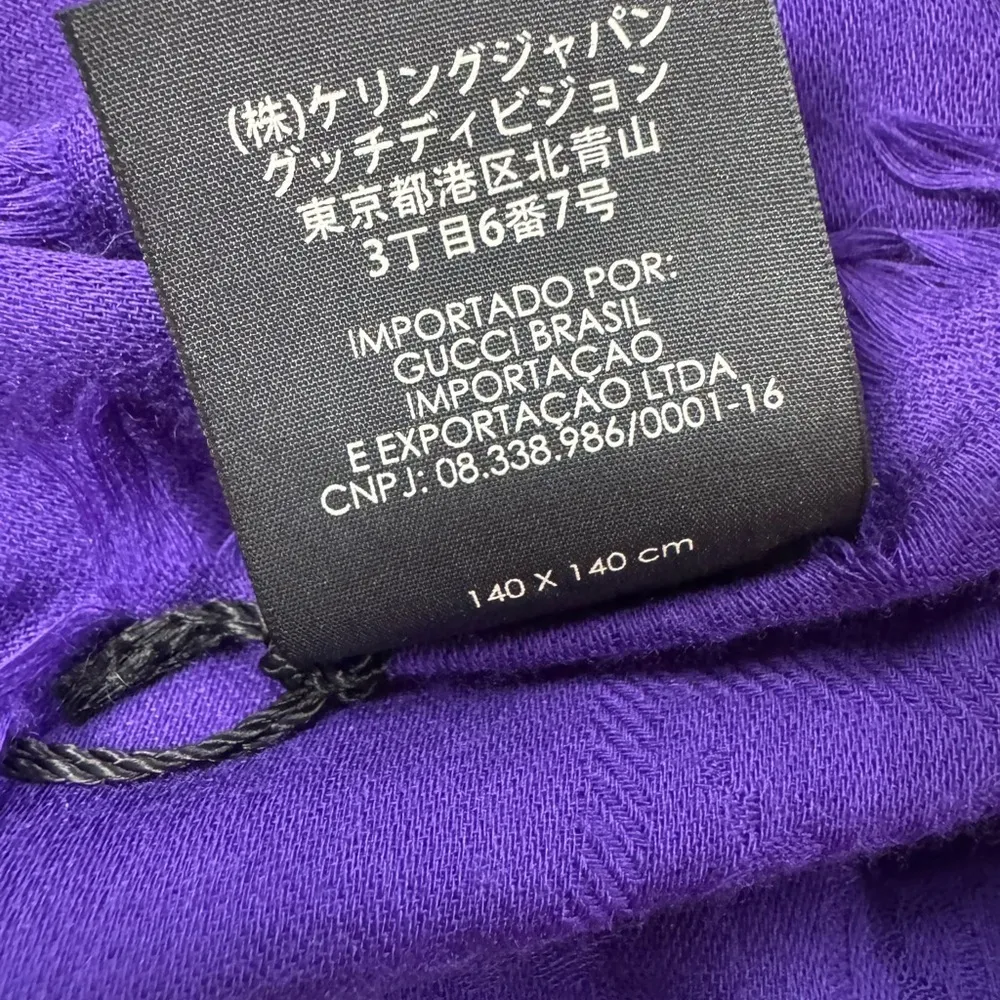 (株)ケリングジャパン
グッチディビジョン
東京都港区北青山
3丁目6番7号
IMPORTADO POR:
GUCCI BRASIL
IMPORTAÇAO
E EXPORTAÇAO LTDA
CNPJ: 08.338.986/0001-16
140 X 140 cm